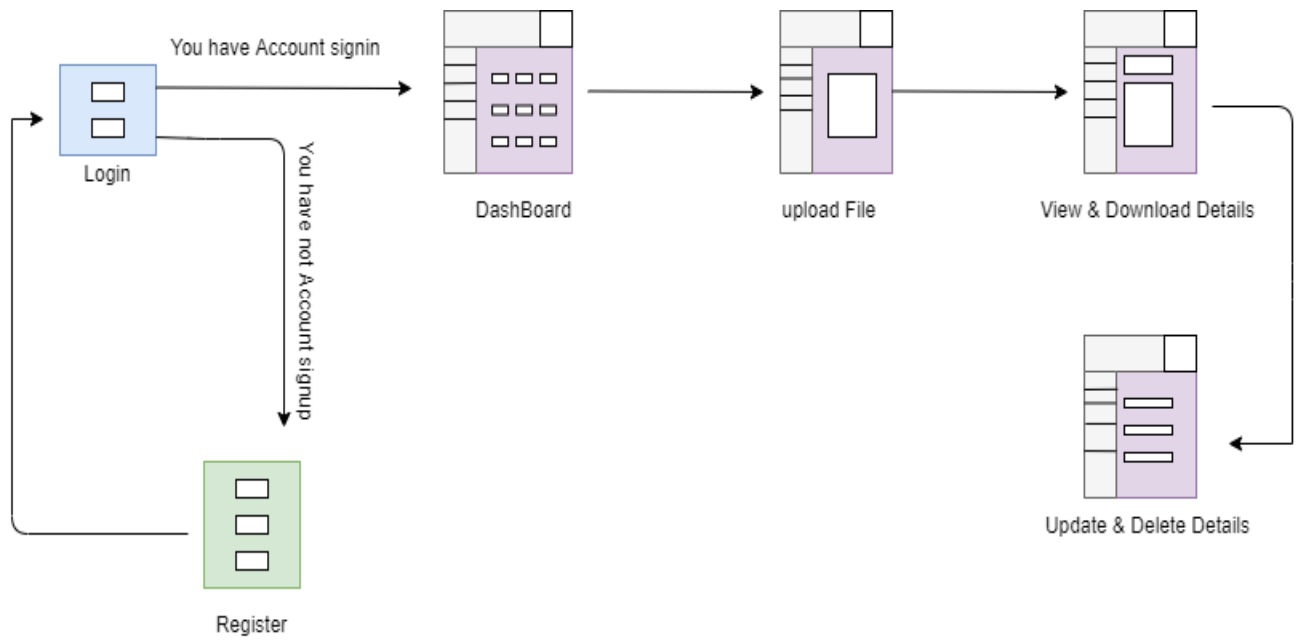 You have Account signin
Login
You have not Account signup
DashBoard
upload File
View & Download Details
Update & Delete Details
Register